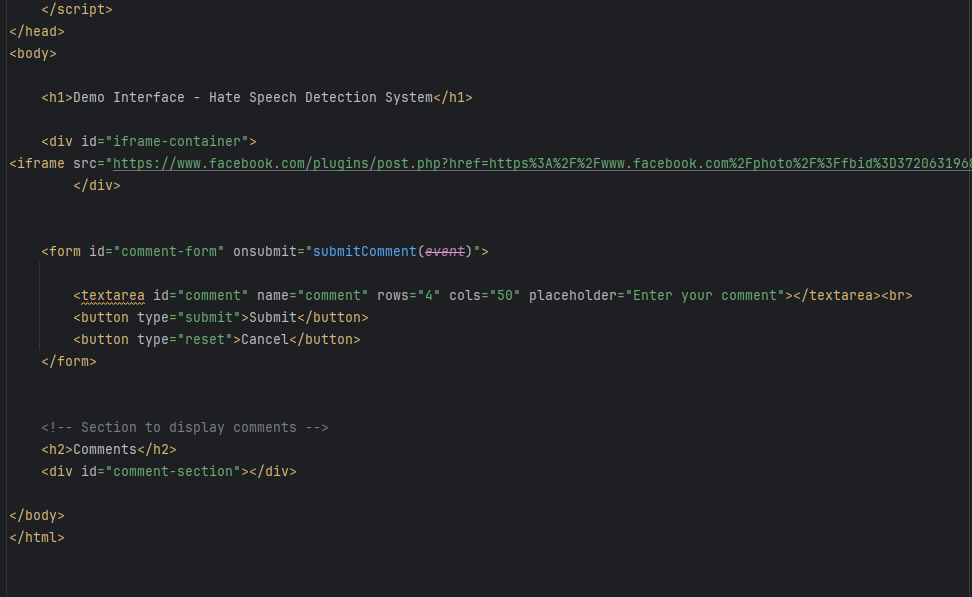 </script>
</head>
<body>
<h1>Demo Interface - Hate Speech Detection System</h1>
<div id="iframe-container">
<iframe src="https://www.facebook.com/plugins/post.php?href=https%3A%2F%2Fwww.facebook.com%2Fphoto%2F%3Ffbid%3D372063196
</div>
<form id="comment-form" onsubmit="submitComment(event)">
<textarea id="comment" name="comment" rows="4" cols="50" placeholder="Enter your comment"></textarea><br>
<button type="submit">Submit</button>
<button type="reset">Cancel</button>
</form>
<!-- Section to display comments -->
<h2>Comments</h2>
<div id="comment-section"></div>
</body>
</html>